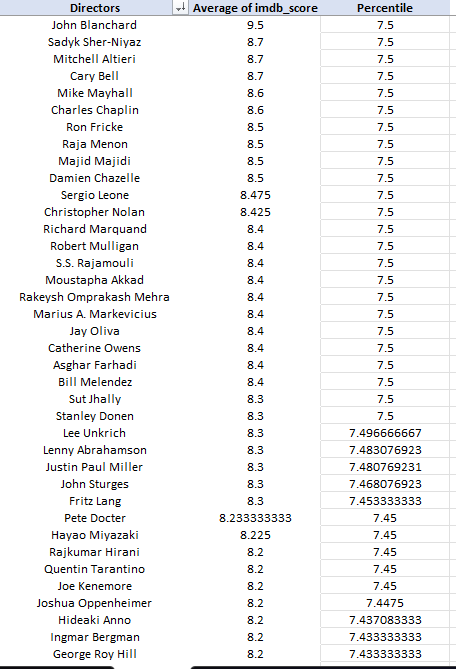 Directors Average of imdb_score Percentile
John Blanchard 9.5 7.5
Sadyk Sher-Niyaz 8.7 7.5
Mitchell Altieri 8.7 7.5
Cary Bell 8.7 7.5
Mike Mayhall 8.6 7.5
Charles Chaplin 8.6 7.5
Ron Fricke 8.5 7.5
Raja Menon 8.5 7.5
Majid Majidi 8.5 7.5
Damien Chazelle 8.5 7.5
Sergio Leone 8.475 7.5
Christopher Nolan 8.425 7.5
Richard Marquand 8.4 7.5
Robert Mulligan 8.4 7.5
S.S. Rajamouli 8.4 7.5
Moustapha Akkad 8.4 7.5
Rakeysh Omprakash Mehra 8.4 7.5
Marius A. Markevicius 8.4 7.5
Jay Oliva 8.4 7.5
Catherine Owens 8.4 7.5
Asghar Farhadi 8.4 7.5
Bill Melendez 8.4 7.5
Sut Jhally 8.3 7.5
Stanley Donen 8.3 7.5
Lee Unkrich 8.3 7.496666667
Lenny Abrahamson 8.3 7.483076923
Justin Paul Miller 8.3 7.480769231
John Sturges 8.3 7.468076923
Fritz Lang 8.3 7.453333333
Pete Docter 8.233333333 7.45
Hayao Miyazaki 8.225 7.45
Rajkumar Hirani 8.2 7.45
Quentin Tarantino 8.2 7.45
Joe Kenemore 8.2 7.45
Joshua Oppenheimer 8.2 7.4475
Hideaki Anno 8.2 7.437083333
Ingmar Bergman 8.2 7.433333333
George Roy Hill 8.2 7.433333333